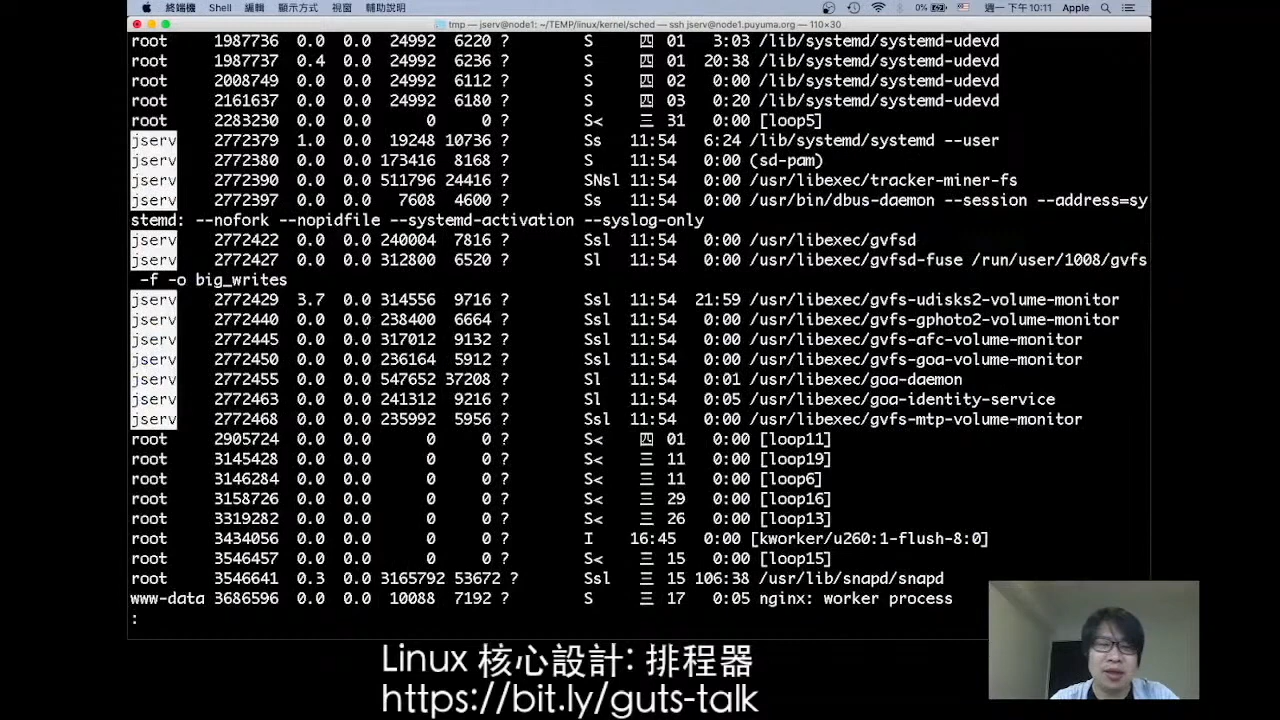 終端機 Shell 編輯 顯示方式 視窗 輔助說明 0% 週一 下午 10:11 Apple
tmp — jserv@node1: ~/TEMP/linux/kernel/sched — ssh jserv@node1.puyuma.org — 110×30
root 1987736 0.0 0.0 24992 6220 ? S 四 01 3:03 /lib/systemd/systemd-udevd
root 1987737 0.4 0.0 24992 6236 ? S 四 01 20:38 /lib/systemd/systemd-udevd
root 2008749 0.0 0.0 24992 6112 ? S 四 02 0:00 /lib/systemd/systemd-udevd
root 2161637 0.0 0.0 24992 6180 ? S 四 03 0:20 /lib/systemd/systemd-udevd
root 2283230 0.0 0.0 0 0 ? S< 三 31 0:00 [loop5]
jserv 2772379 1.0 0.0 19248 10736 ? Ss 11:54 6:24 /lib/systemd/systemd --user
jserv 2772380 0.0 0.0 173416 8168 ? S 11:54 0:00 (sd-pam)
jserv 2772390 0.0 0.0 511796 24416 ? SNsl 11:54 0:00 /usr/libexec/tracker-miner-fs
jserv 2772397 0.0 0.0 7608 4600 ? Ss 11:54 0:00 /usr/bin/dbus-daemon --session --address=sy
stemd: --nofork --nopidfile --systemd-activation --syslog-only
jserv 2772422 0.0 0.0 240004 7816 ? Ssl 11:54 0:00 /usr/libexec/gvfsd
jserv 2772427 0.0 0.0 312800 6520 ? Sl 11:54 0:00 /usr/libexec/gvfsd-fuse /run/user/1008/gvfs
-f -o big_writes
jserv 2772429 3.7 0.0 314556 9716 ? Ssl 11:54 21:59 /usr/libexec/gvfs-udisks2-volume-monitor
jserv 2772440 0.0 0.0 238400 6664 ? Ssl 11:54 0:00 /usr/libexec/gvfs-gphoto2-volume-monitor
jserv 2772445 0.0 0.0 317012 9132 ? Ssl 11:54 0:00 /usr/libexec/gvfs-afc-volume-monitor
jserv 2772450 0.0 0.0 236164 5912 ? Ssl 11:54 0:00 /usr/libexec/gvfs-goa-volume-monitor
jserv 2772455 0.0 0.0 547652 37208 ? Sl 11:54 0:01 /usr/libexec/goa-daemon
jserv 2772463 0.0 0.0 241312 9216 ? Sl 11:54 0:05 /usr/libexec/goa-identity-service
jserv 2772468 0.0 0.0 235992 5956 ? Ssl 11:54 0:00 /usr/libexec/gvfs-mtp-volume-monitor
root 2905724 0.0 0.0 0 0 ? S< 四 01 0:00 [loop11]
root 3145428 0.0 0.0 0 0 ? S< 三 11 0:00 [loop19]
root 3146284 0.0 0.0 0 0 ? S< 三 11 0:00 [loop6]
root 3158726 0.0 0.0 0 0 ? S< 三 29 0:00 [loop16]
root 3319282 0.0 0.0 0 0 ? S< 三 26 0:00 [loop13]
root 3434056 0.0 0.0 0 0 ? I 16:45 0:00 [kworker/u260:1-flush-8:0]
root 3546457 0.0 0.0 0 0 ? S< 三 15 0:00 [loop15]
root 3546641 0.3 0.0 3165792 53672 ? Ssl 三 15 106:38 /usr/lib/snapd/snapd
www-data 3686596 0.0 0.0 10088 7192 ? S 三 17 0:05 nginx: worker process
:
Linux 核心設計: 排程器
https://bit.ly/guts-talk